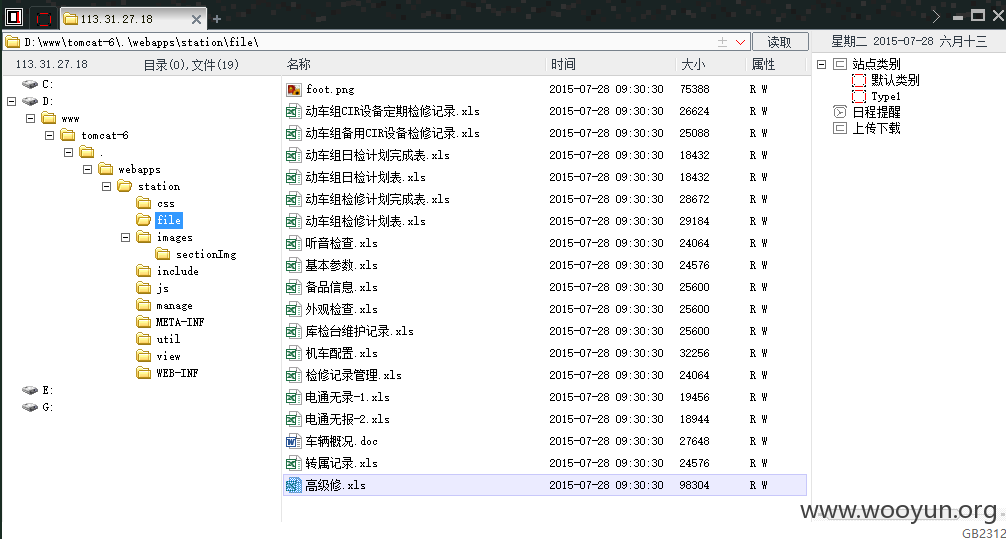 113.31.27.18
D:\www\tomcat-6\.\webapps\station\file\
读取
星期二 2015-07-28 六月十三
113.31.27.18 目录(0),文件(19)
名称 时间 大小 属性
C:
D:
www
tomcat-6
.
webapps
station
css
file
images
sectionImg
include
js
manage
META-INF
util
view
WEB-INF
E:
G:
foot.png 2015-07-28 09:30:30 75388 R W
动车组CIR设备定期检修记录.xls 2015-07-28 09:30:30 26624 R W
动车组备用CIR设备检修记录.xls 2015-07-28 09:30:30 25088 R W
动车组日检计划完成表.xls 2015-07-28 09:30:30 18432 R W
动车组日检计划表.xls 2015-07-28 09:30:30 18432 R W
动车组检修计划完成表.xls 2015-07-28 09:30:30 28672 R W
动车组检修计划表.xls 2015-07-28 09:30:30 29184 R W
听音检查.xls 2015-07-28 09:30:30 24064 R W
基本参数.xls 2015-07-28 09:30:30 24576 R W
备品信息.xls 2015-07-28 09:30:30 25600 R W
外观检查.xls 2015-07-28 09:30:30 25600 R W
库检台维护记录.xls 2015-07-28 09:30:30 25600 R W
机车配置.xls 2015-07-28 09:30:30 32256 R W
检修记录管理.xls 2015-07-28 09:30:30 24064 R W
电通无录-1.xls 2015-07-28 09:30:30 19456 R W
电通无报-2.xls 2015-07-28 09:30:30 18944 R W
车辆概况.doc 2015-07-28 09:30:30 27648 R W
转属记录.xls 2015-07-28 09:30:30 24576 R W
高级修.xls 2015-07-28 09:30:30 98304 R W
站点类别
默认类别
Type1
日程提醒
上传下载
www.wooyun.org
GB2312